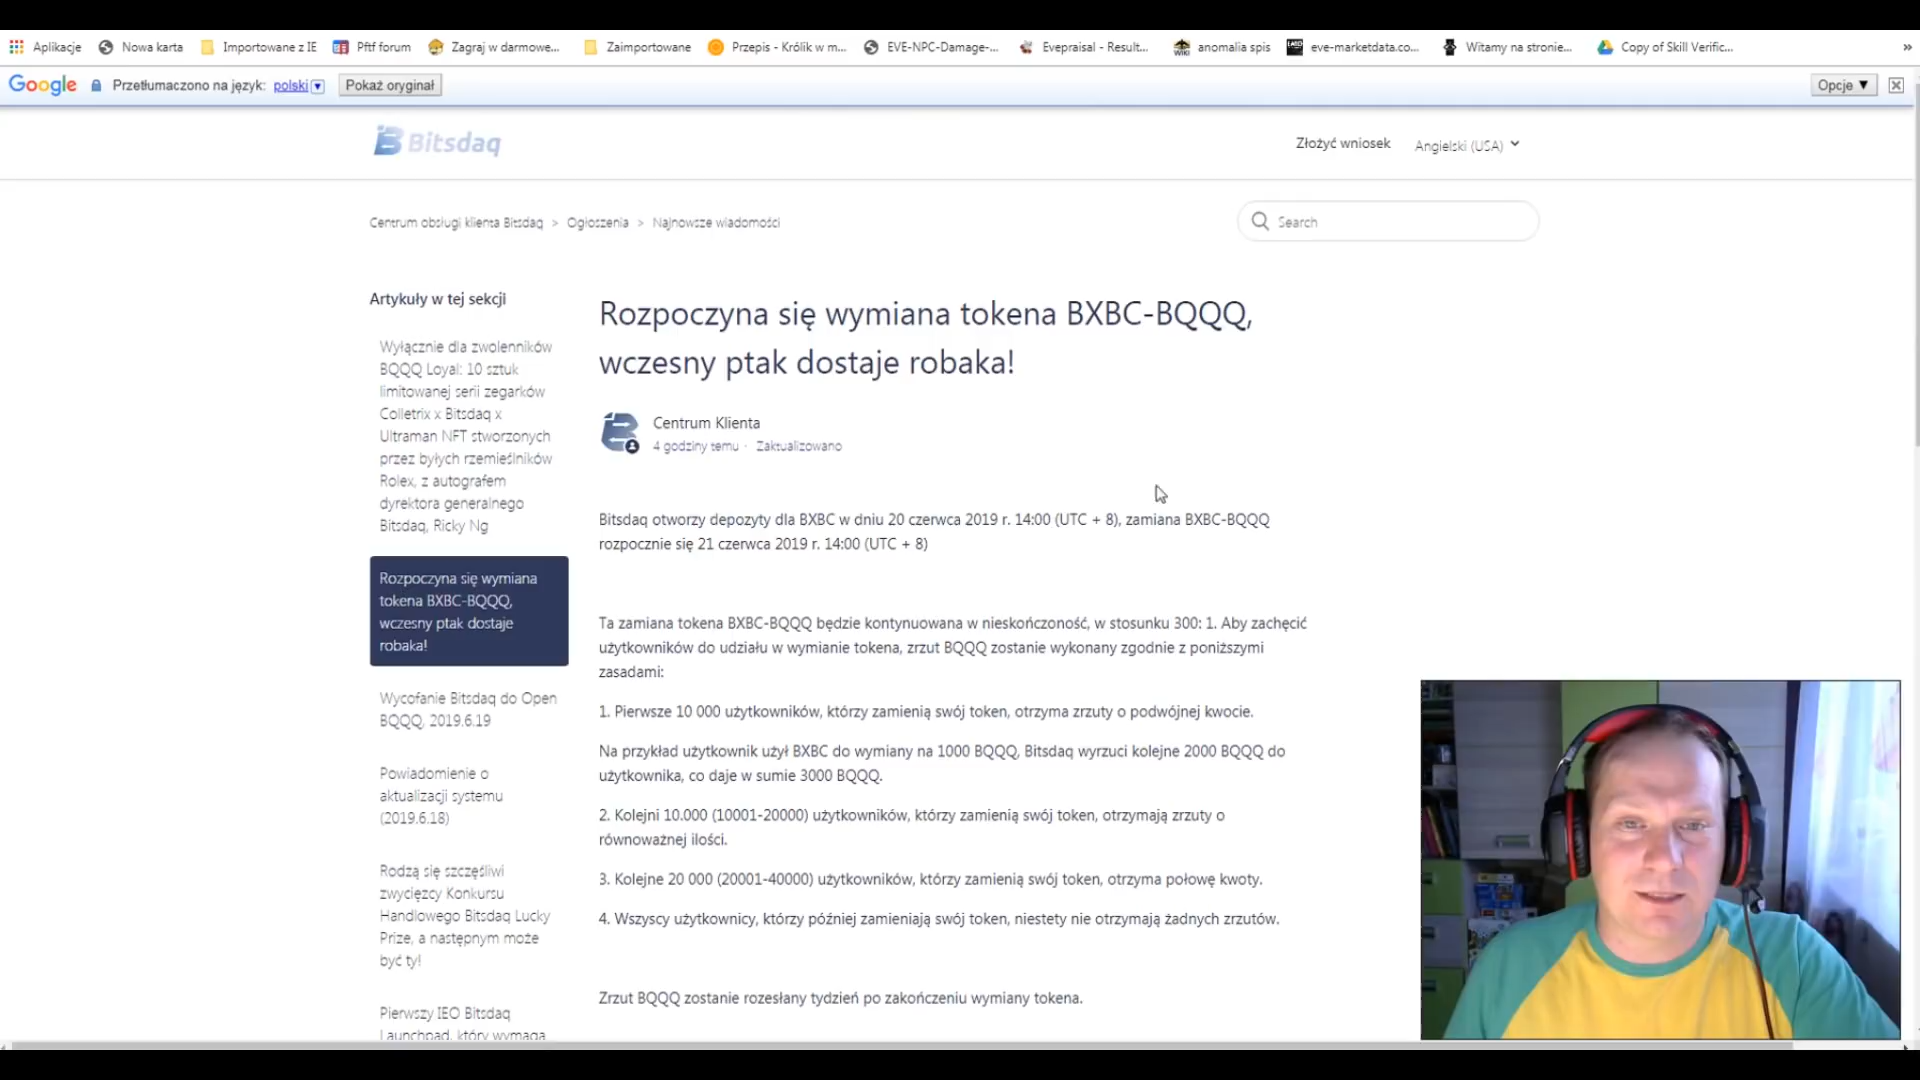 Aplikacje
Nowa karta
Importowane z IE
Pftf forum
Zagraj w darmowe...
Zaimportowane
Przepis - Królik w m...
EVE-NPC-Damage-...
Evepraisal - Result...
anomalia spis
eve-marketdata.co...
Witamy na stronie...
Copy of Skill Verific...
»
Google Przetłumaczono na język: polski Pokaż oryginał Opcje ▼
Bitsdaq
Złożyć wniosek
Angielski (USA)
Centrum obsługi klienta Bitsdaq > Ogłoszenia > Najnowsze wiadomości
Search
Artykuły w tej sekcji
Wyłącznie dla zwolenników
BQQQ Loyal: 10 sztuk
limitowanej serii zegarków
Colletrix x Bitsdaq x
Ultraman NFT stworzonych
przez byłych rzemieślników
Rolex, z autografem
dyrektora generalnego
Bitsdaq, Ricky Ng
Rozpoczyna się wymiana
tokena BXBC-BQQQ,
wczesny ptak dostaje
robaka!
Wycofanie Bitsdaq do Open
BQQQ, 2019.6.19
Powiadomienie o
aktualizacji systemu
(2019.6.18)
Rodzą się szczęśliwi
zwycięzcy Konkursu
Handlowego Bitsdaq Lucky
Prize, a następnym może
być ty!
Pierwszy IEO Bitsdaq
Launchpad, który wymaga
Rozpoczyna się wymiana tokena BXBC-BQQQ,
wczesny ptak dostaje robaka!
Centrum Klienta
4 godziny temu · Zaktualizowano
Bitsdaq otworzy depozyty dla BXBC w dniu 20 czerwca 2019 r. 14:00 (UTC + 8), zamiana BXBC-BQQQ
rozpocznie się 21 czerwca 2019 r. 14:00 (UTC + 8)
Ta zamiana tokena BXBC-BQQQ będzie kontynuowana w nieskończoność, w stosunku 300: 1. Aby zachęcić
użytkowników do udziału w wymianie tokena, zrzut BQQQ zostanie wykonany zgodnie z poniższymi
zasadami:
1. Pierwsze 10 000 użytkowników, którzy zamienią swój token, otrzyma zrzuty o podwójnej kwocie.
Na przykład użytkownik użył BXBC do wymiany na 1000 BQQQ, Bitsdaq wyrzuci kolejne 2000 BQQQ do
użytkownika, co daje w sumie 3000 BQQQ.
2. Kolejni 10.000 (10001-20000) użytkowników, którzy zamienią swój token, otrzymają zrzuty o
równoważnej ilości.
3. Kolejne 20 000 (20001-40000) użytkowników, którzy zamienią swój token, otrzyma połowę kwoty.
4. Wszyscy użytkownicy, którzy później zamieniają swój token, niestety nie otrzymają żadnych zrzutów.
Zrzut BQQQ zostanie rozesłany tydzień po zakończeniu wymiany tokena.